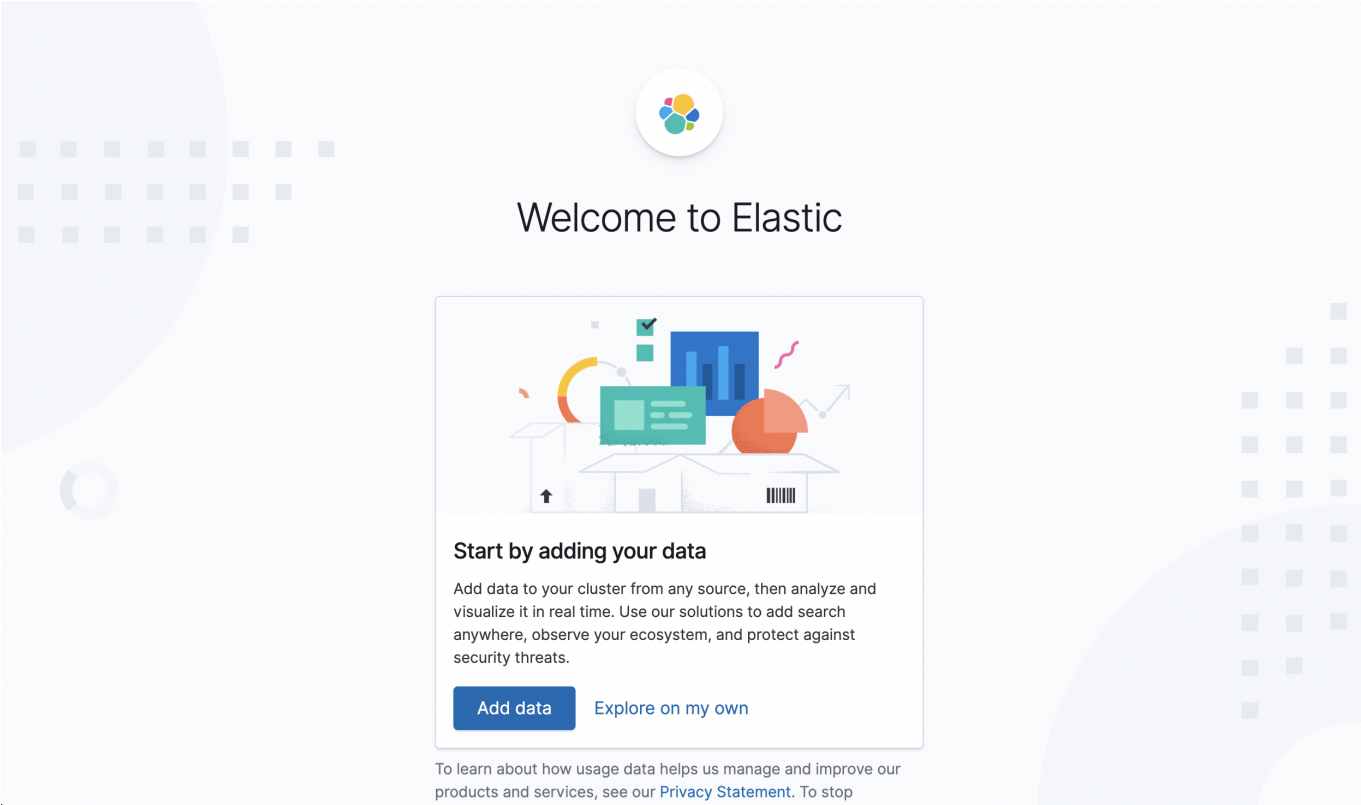 Welcome to Elastic
Start by adding your data
Add data to your cluster from any source, then analyze and
visualize it in real time. Use our solutions to add search
anywhere, observe your ecosystem, and protect against
security threats.
Add data
Explore on my own
To learn about how usage data helps us manage and improve our
products and services, see our Privacy Statement. To stop